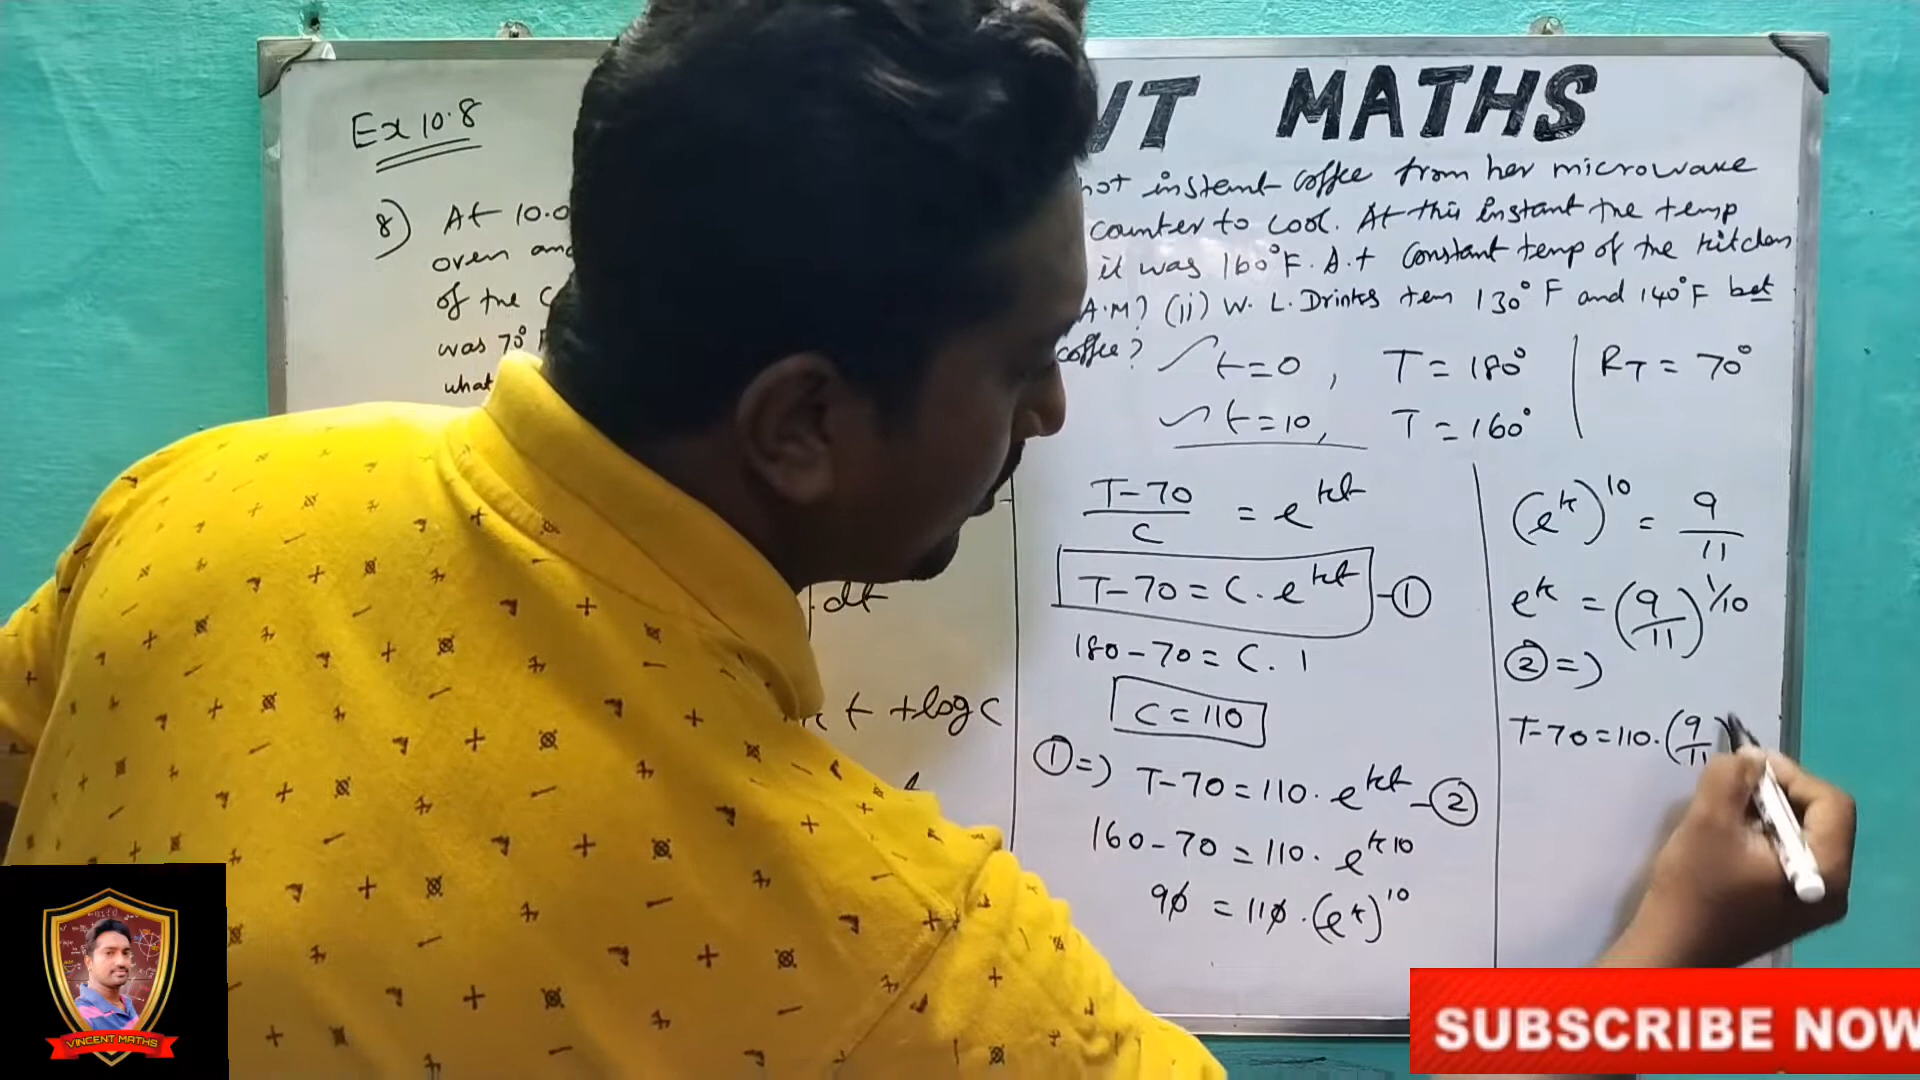 NT MATHS
Ex 10.8
8) At 10.0
hot instant coffee from her microwave
oven and
counter to cool. At this instant the temp
of the C
it was 160°F. A.t constant temp of the kitchen
was 70° F
A.M? (ii) W. L. Drinks tem 130°F and 140°F bet
what
coffee?
t=0, T = 180° R_T = 70°
t=10, T = 160°
dt
k t + log C
T-70/C = e^kt
T-70 = C. e^kt -①
180-70 = C. 1
C = 110
① => T-70 = 110. e^kt -②
160-70 = 110. e^k10
90 = 110. (e^k)^10
(e^k)^10 = 9/11
e^k = (9/11)^1/10
② =>
T-70 = 110. (9/11
VINCENT MATHS
SUBSCRIBE NOW